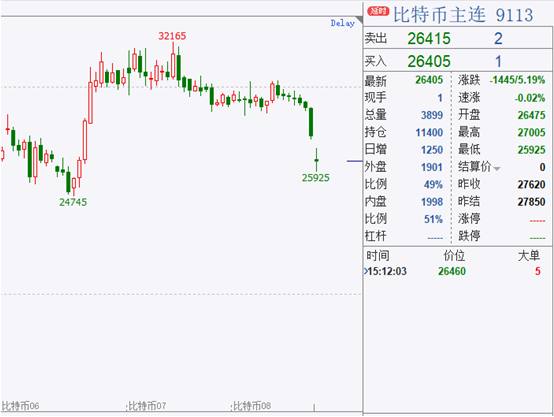 Delay
32165
24745
25925
比特币06
比特币07
比特币08
延时 比特币主连 9113
卖出 26415 2
买入 26405 1
最新 26405 涨跌 -1445/5.19%
现手 1 速涨 -0.02%
总量 3899 开盘 26475
持仓 11400 最高 27005
日增 1250 最低 25925
外盘 1901 结算价 0
比例 49% 昨收 27620
内盘 1998 昨结 27850
比例 51% 涨停 -----
杠杆 ----- 跌停 -----
时间 价位 大单
15:12:03 26460 5